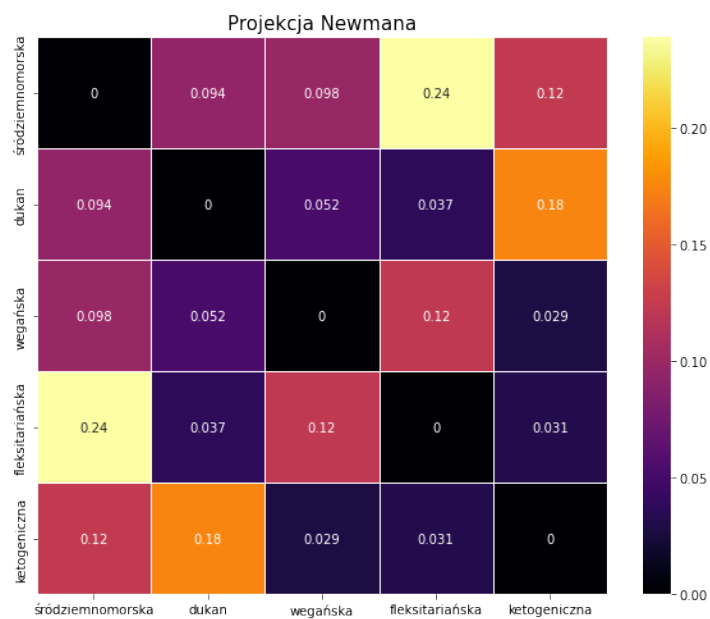 Projekcja Newmana
śródziemnomorska 0 0.094 0.098 0.24 0.12
dukan 0.094 0 0.052 0.037 0.18
wegańska 0.098 0.052 0 0.12 0.029
fleksitariańska 0.24 0.037 0.12 0 0.031
ketogeniczna 0.12 0.18 0.029 0.031 0
śródziemnomorska dukan wegańska fleksitariańska ketogeniczna
0.20
0.15
0.10
0.05
0.00